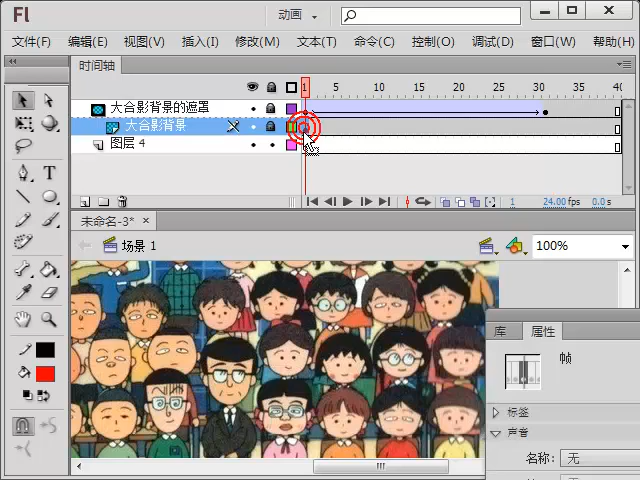 Fl
动画
文件(F) 编辑(E) 视图(V) 插入(I) 修改(M) 文本(T) 命令(C) 控制(O) 调试(D) 窗口(W) 帮助(H)
时间轴
1 5 10 15 20 25 30 35 40
大合影背景的遮罩
大合影背景
图层 4
1 24.00 fps 0.0 s
未命名-3* ×
场景 1 100%
库 属性
帧
标签
声音
名称: 无
效果: 无